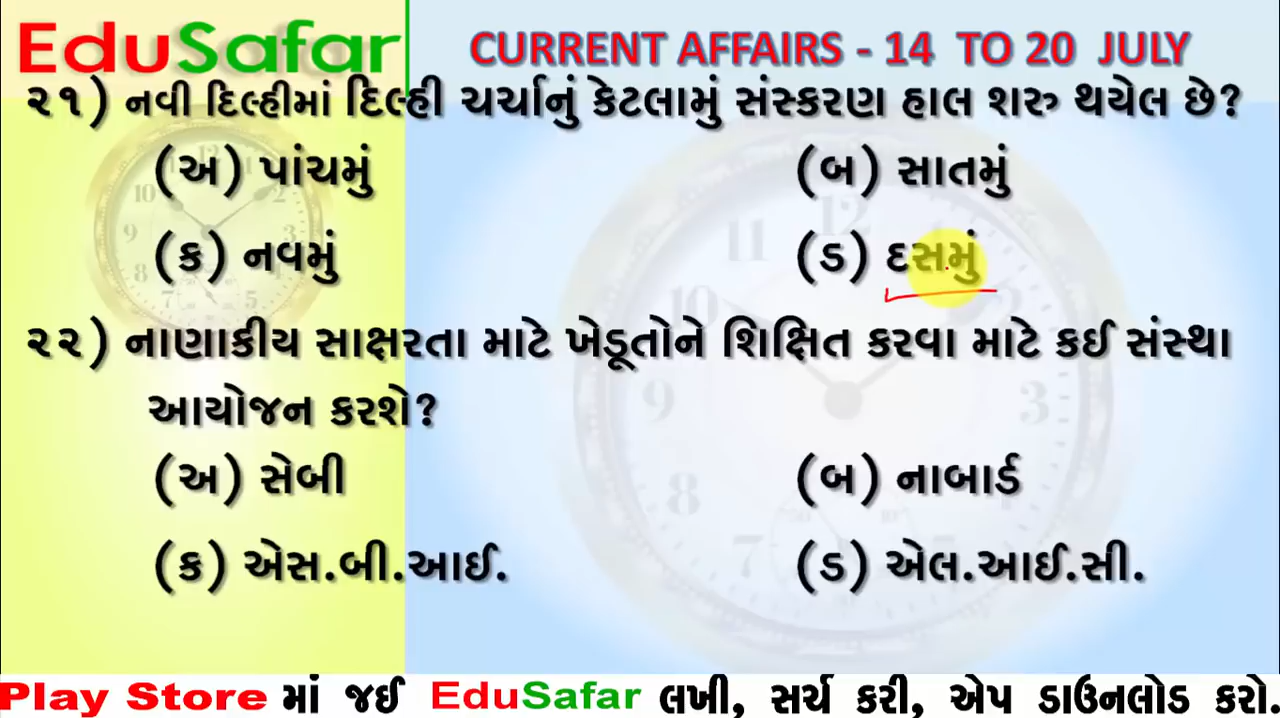 EduSafar
CURRENT AFFAIRS - 14 TO 20 JULY
૨૧) નવી દિલ્હીમાં દિલ્હી ચર્ચાનું કેટલામું સંસ્કરણ હાલ શરુ થયેલ છે?
(અ) પાંચમું (બ) સાતમું
(ક) નવમું (ડ) દસમું
૨૨) નાણાકીય સાક્ષરતા માટે ખેડૂતોને શિક્ષિત કરવા માટે કઈ સંસ્થા
આયોજન કરશે?
(અ) સેબી (બ) નાબાર્ડ
(ક) એસ.બી.આઈ. (ડ) એલ.આઈ.સી.
Play Store માં જઈ EduSafar લખી, સર્ચ કરી, એપ ડાઉનલોડ કરો.